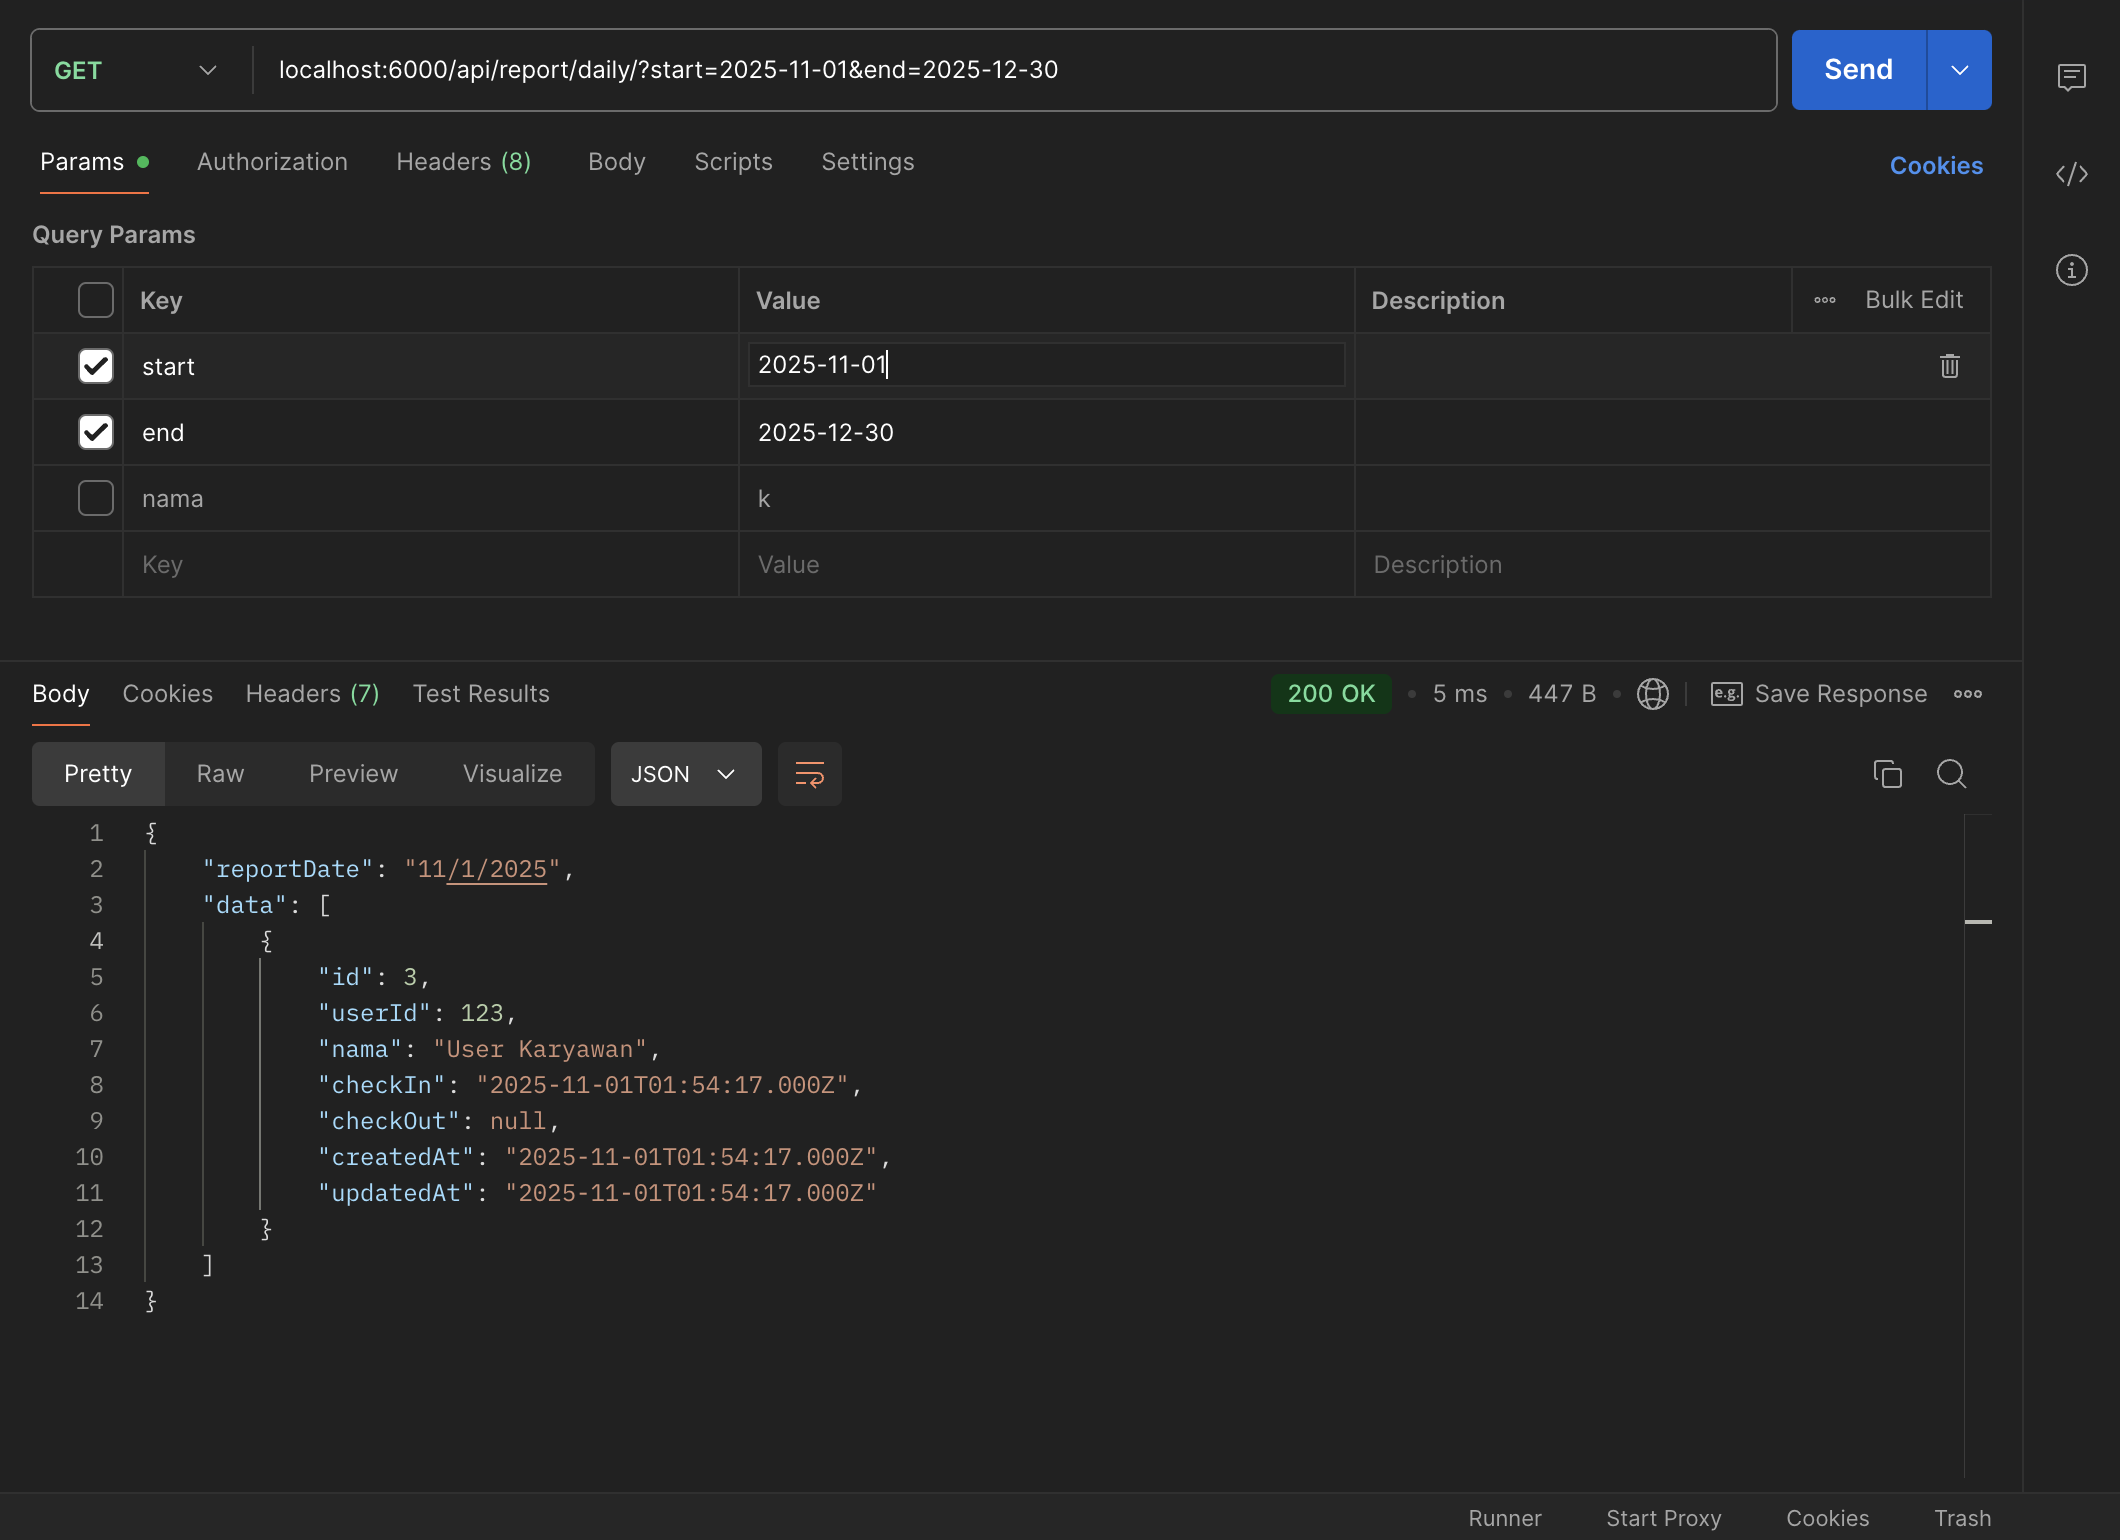 GET localhost:6000/api/report/daily/?start=2025-11-01&end=2025-12-30 Send
Params Authorization Headers (8) Body Scripts Settings Cookies
Query Params
Key Value Description Bulk Edit
start 2025-11-01
end 2025-12-30
nama k
Key Value Description
Body Cookies Headers (7) Test Results 200 OK • 5 ms • 447 B • e.g. Save Response
Pretty Raw Preview Visualize JSON
1 {
2 "reportDate": "11/1/2025",
3 "data": [
4 {
5 "id": 3,
6 "userId": 123,
7 "nama": "User Karyawan",
8 "checkIn": "2025-11-01T01:54:17.000Z",
9 "checkOut": null,
10 "createdAt": "2025-11-01T01:54:17.000Z",
11 "updatedAt": "2025-11-01T01:54:17.000Z"
12 }
13 ]
14 }
Runner Start Proxy Cookies Trash